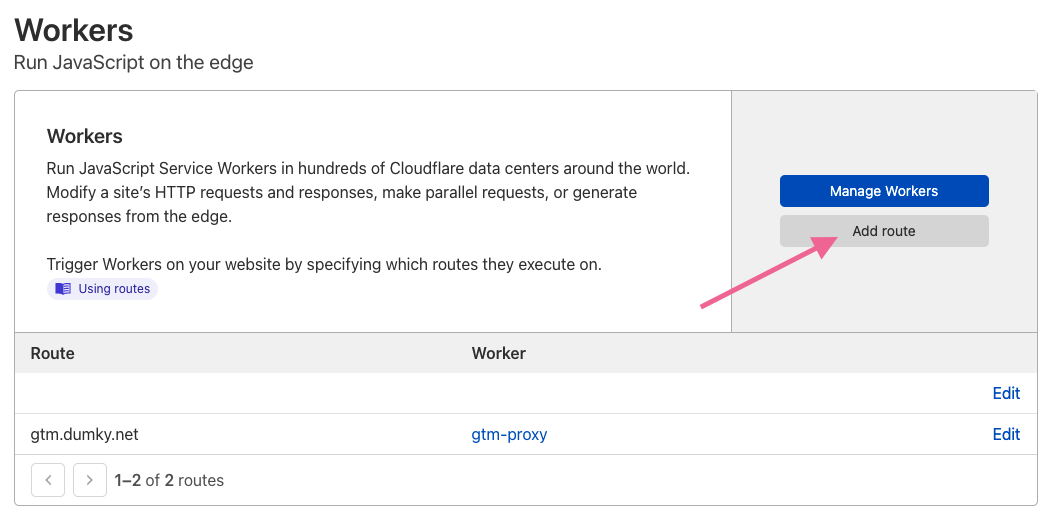 Workers
Run JavaScript on the edge
Workers
Run JavaScript Service Workers in hundreds of Cloudflare data centers around the world.
Modify a site’s HTTP requests and responses, make parallel requests, or generate
responses from the edge.
Trigger Workers on your website by specifying which routes they execute on.
Using routes
Manage Workers
Add route
Route Worker
Edit
gtm.dumky.net gtm-proxy Edit
1–2 of 2 routes